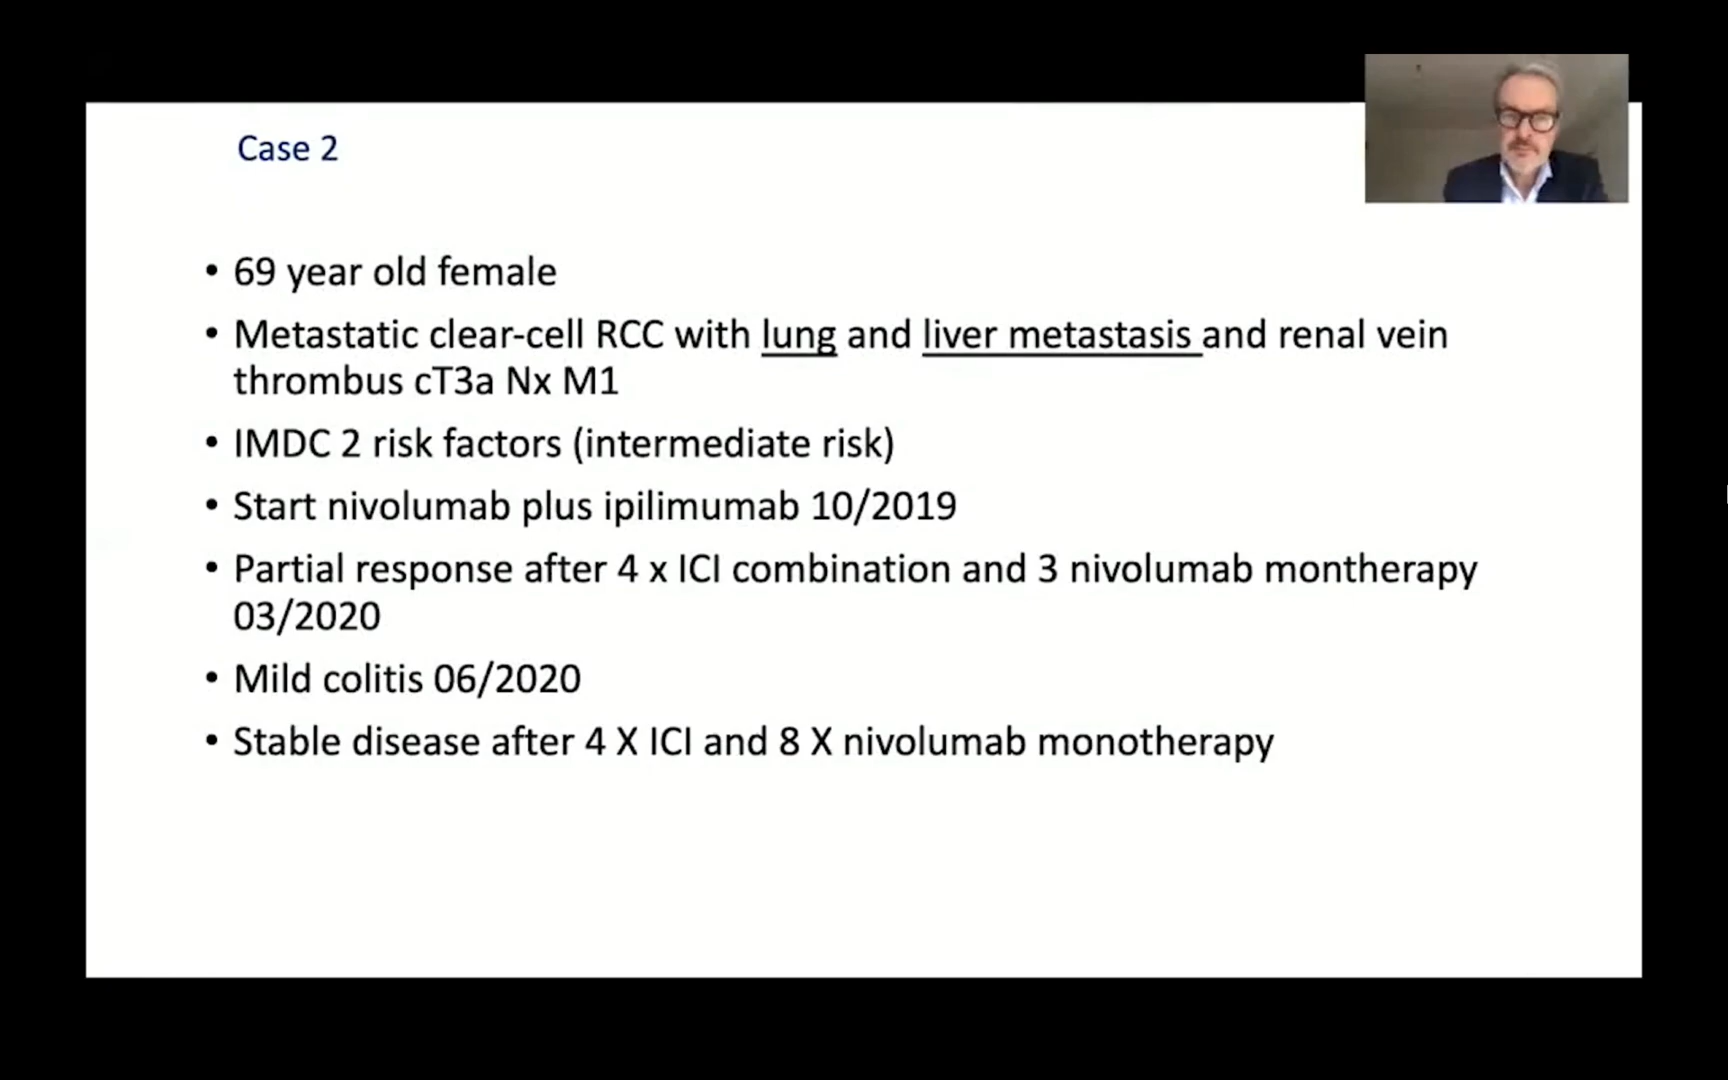 Case 2
• 69 year old female
• Metastatic clear-cell RCC with lung and liver metastasis and renal vein
thrombus cT3a Nx M1
• IMDC 2 risk factors (intermediate risk)
• Start nivolumab plus ipilimumab 10/2019
• Partial response after 4 x ICI combination and 3 nivolumab montherapy
03/2020
• Mild colitis 06/2020
• Stable disease after 4 X ICI and 8 X nivolumab monotherapy